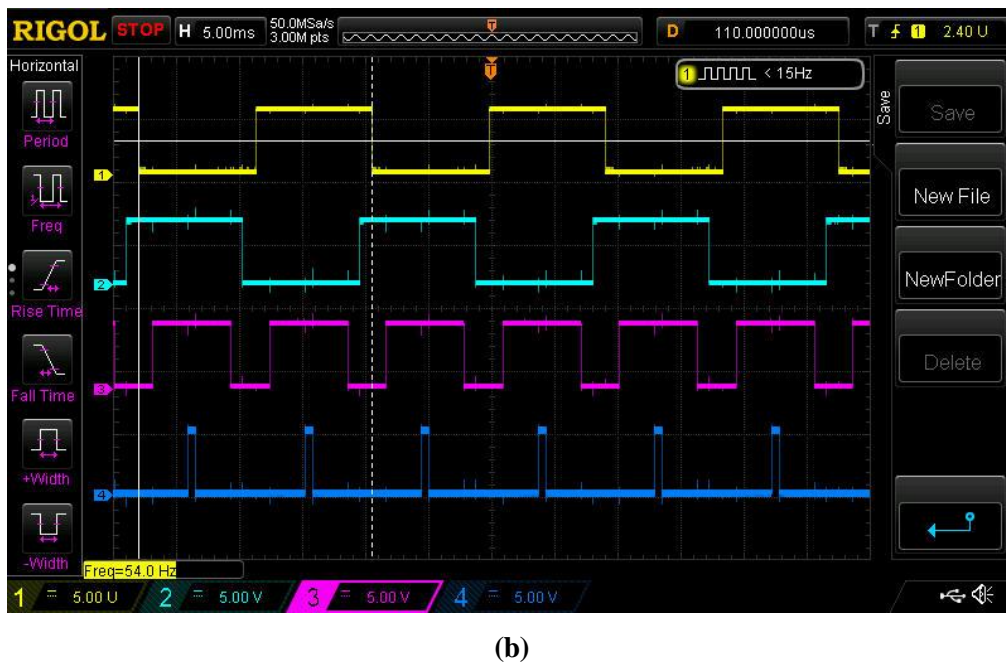 RIGOL STOP H 5.00ms 50.0MSa/s 3.00M pts T D 110.000000us T 1 2.40 U
Horizontal
T
1 < 15Hz
Save
Save
Period
1
New File
Freq
2
NewFolder
Rise Time
Delete
Fall Time
3
+Width
4
-Width
Freq=54.0 Hz
1 = 5.00 U 2 = 5.00 V 3 = 5.00 V 4 = 5.00 V
(b)